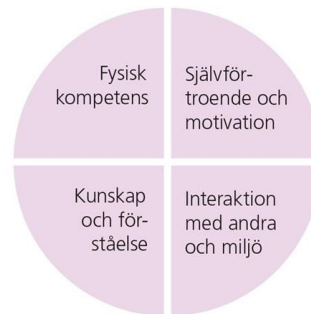 Fysisk
kompetens
Självför-
troende och
motivation
Kunskap
och för-
ståelse
Interaktion
med andra
och miljö